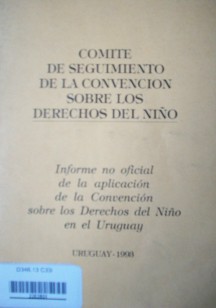 COMITE
DE SEGUIMIENTO
DE LA CONVENCION
SOBRE LOS
DERECHOS DEL NIÑO
Informe no oficial
de la aplicación
de la Convención
sobre los Derechos del Niño
en el Uruguay
URUGUAY - 1995